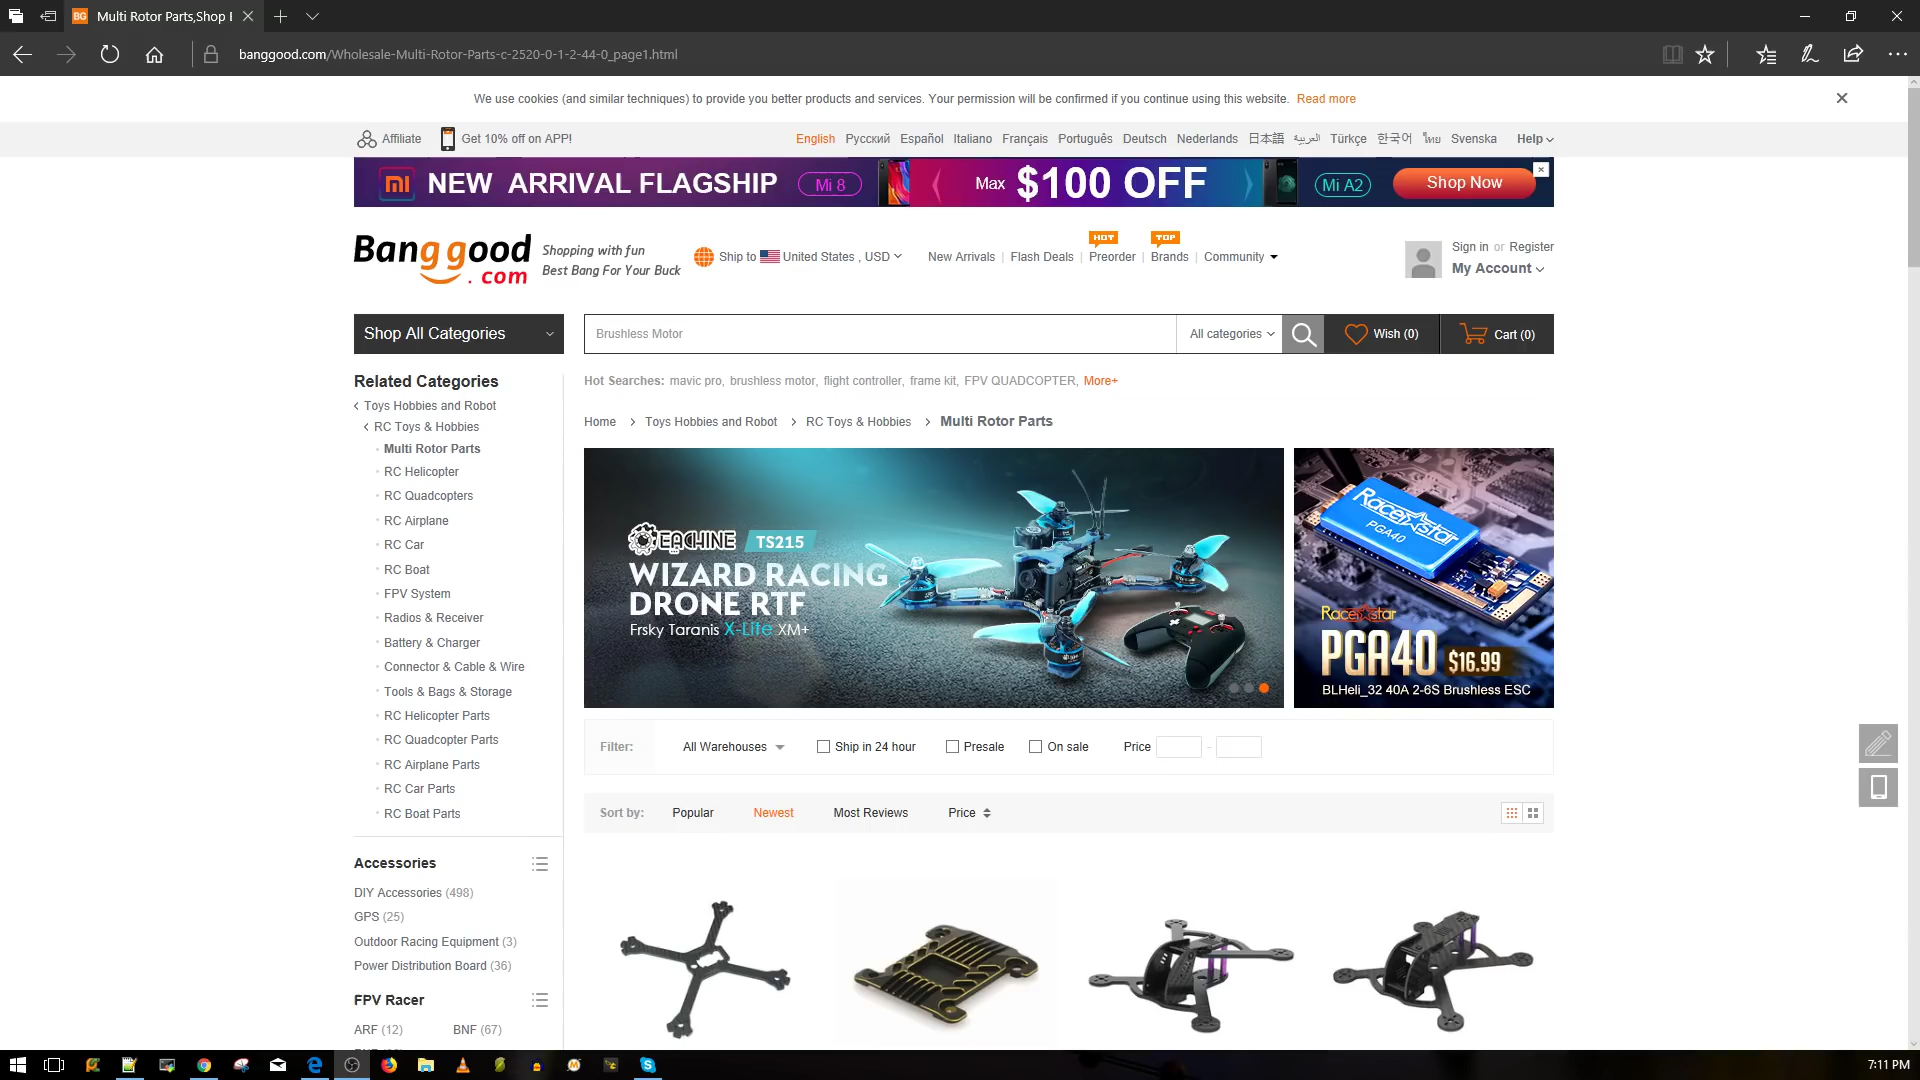 Multi Rotor Parts,Shop
banggood.com/Wholesale-Multi-Rotor-Parts-c-2520-0-1-2-44-0_page1.html
We use cookies (and similar techniques) to provide you better products and services. Your permission will be confirmed if you continue using this website. Read more
Affiliate Get 10% off on APP! English Русский Español Italiano Français Português Deutsch Nederlands 日本語 العربية Türkçe 한국어 ไทย Svenska Help
mi NEW ARRIVAL FLAGSHIP Mi 8 Max $100 OFF Mi A2 Shop Now
Banggood.com
Shopping with fun
Best Bang For Your Buck
Ship to United States , USD
HOT TOP
New Arrivals | Flash Deals | Preorder | Brands | Community
Sign in or Register
My Account
Shop All Categories
Brushless Motor All categories Wish (0) Cart (0)
Hot Searches: mavic pro, brushless motor, flight controller, frame kit, FPV QUADCOPTER, More+
Home > Toys Hobbies and Robot > RC Toys & Hobbies > Multi Rotor Parts
Related Categories
Toys Hobbies and Robot
RC Toys & Hobbies
Multi Rotor Parts
RC Helicopter
RC Quadcopters
RC Airplane
RC Car
RC Boat
FPV System
Radios & Receiver
Battery & Charger
Connector & Cable & Wire
Tools & Bags & Storage
RC Helicopter Parts
RC Quadcopter Parts
RC Airplane Parts
RC Car Parts
RC Boat Parts
Accessories
DIY Accessories (498)
GPS (25)
Outdoor Racing Equipment (3)
Power Distribution Board (36)
FPV Racer
ARF (12) BNF (67)
EACHINE TS215
WIZARD RACING
DRONE RTF
Frsky Taranis X-Lite XM+
Racerstar
PGA40
Racerstar
PGA40 $16.99
BLHeli_32 40A 2-6S Brushless ESC
Filter: All Warehouses Ship in 24 hour Presale On sale Price -
Sort by: Popular Newest Most Reviews Price
7:11 PM